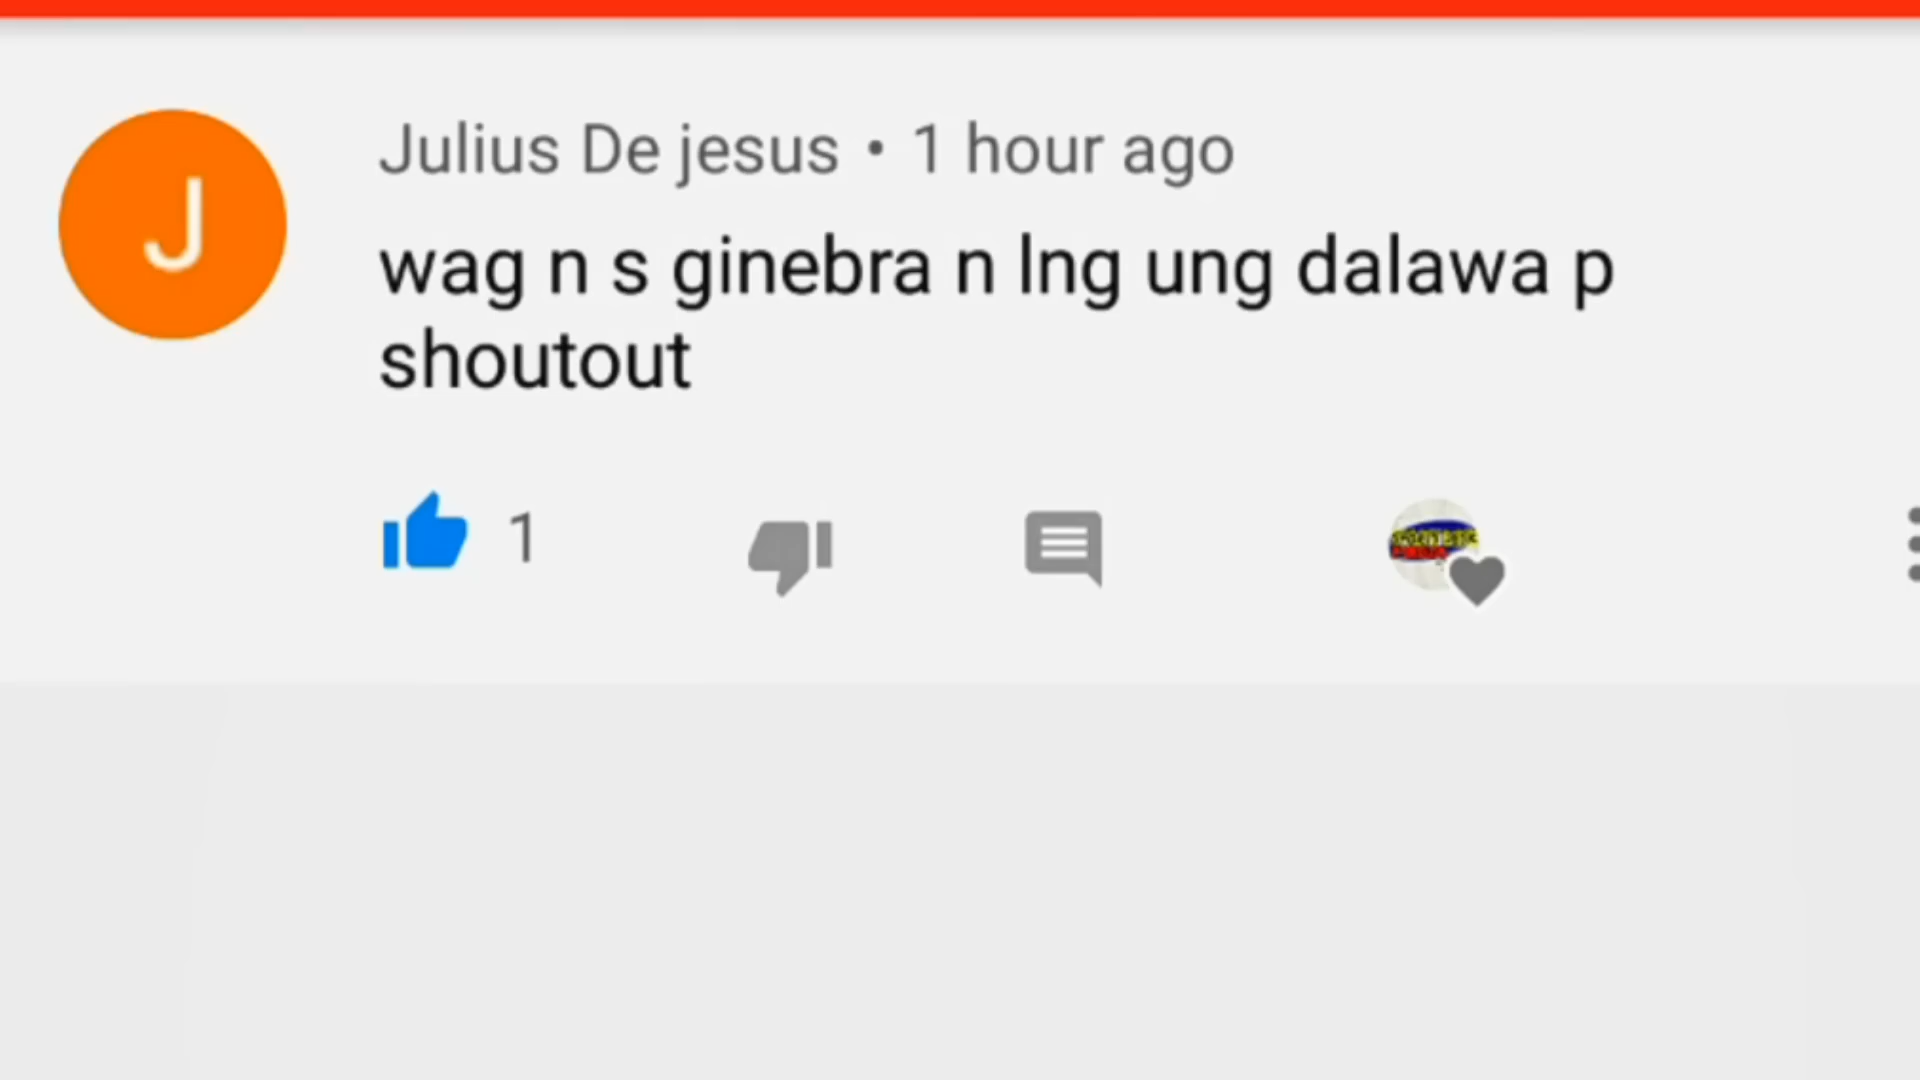 J
Julius De jesus • 1 hour ago
wag n s ginebra n lng ung dalawa p
shoutout
1